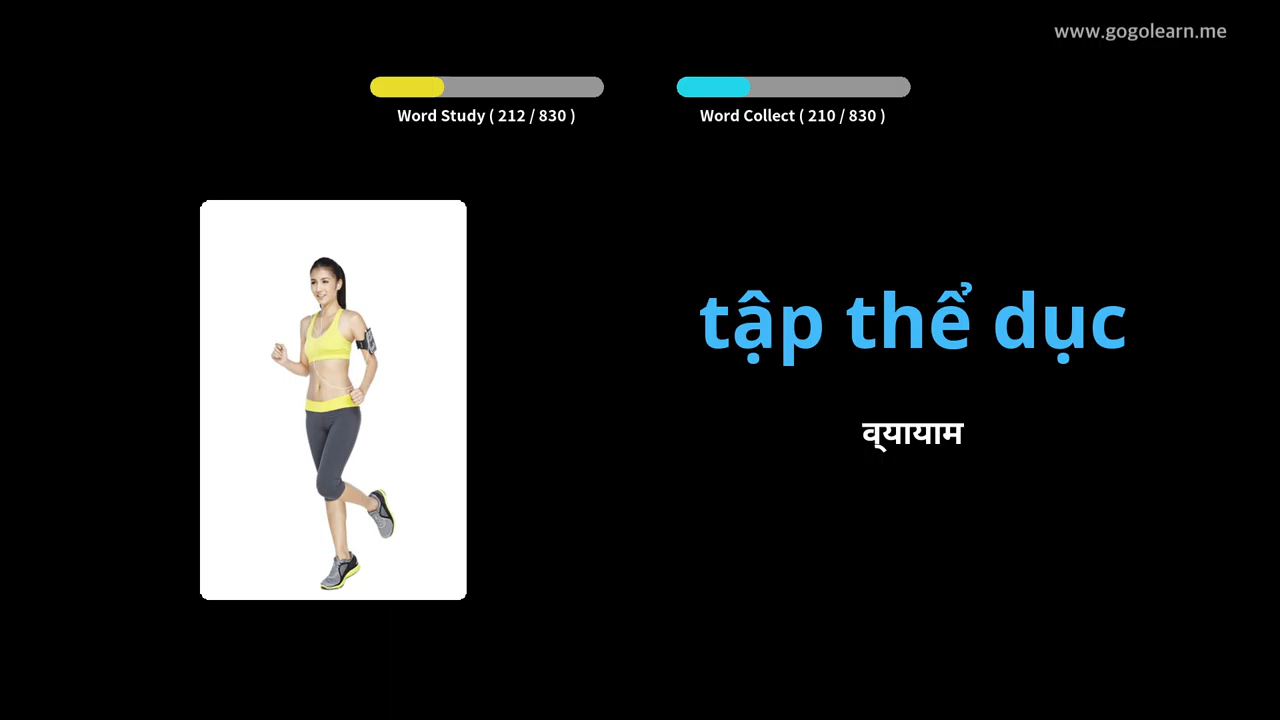 www.gogolearn.me
Word Study ( 212 / 830 )
Word Collect ( 210 / 830 )
tập thể dục
व्यायाम